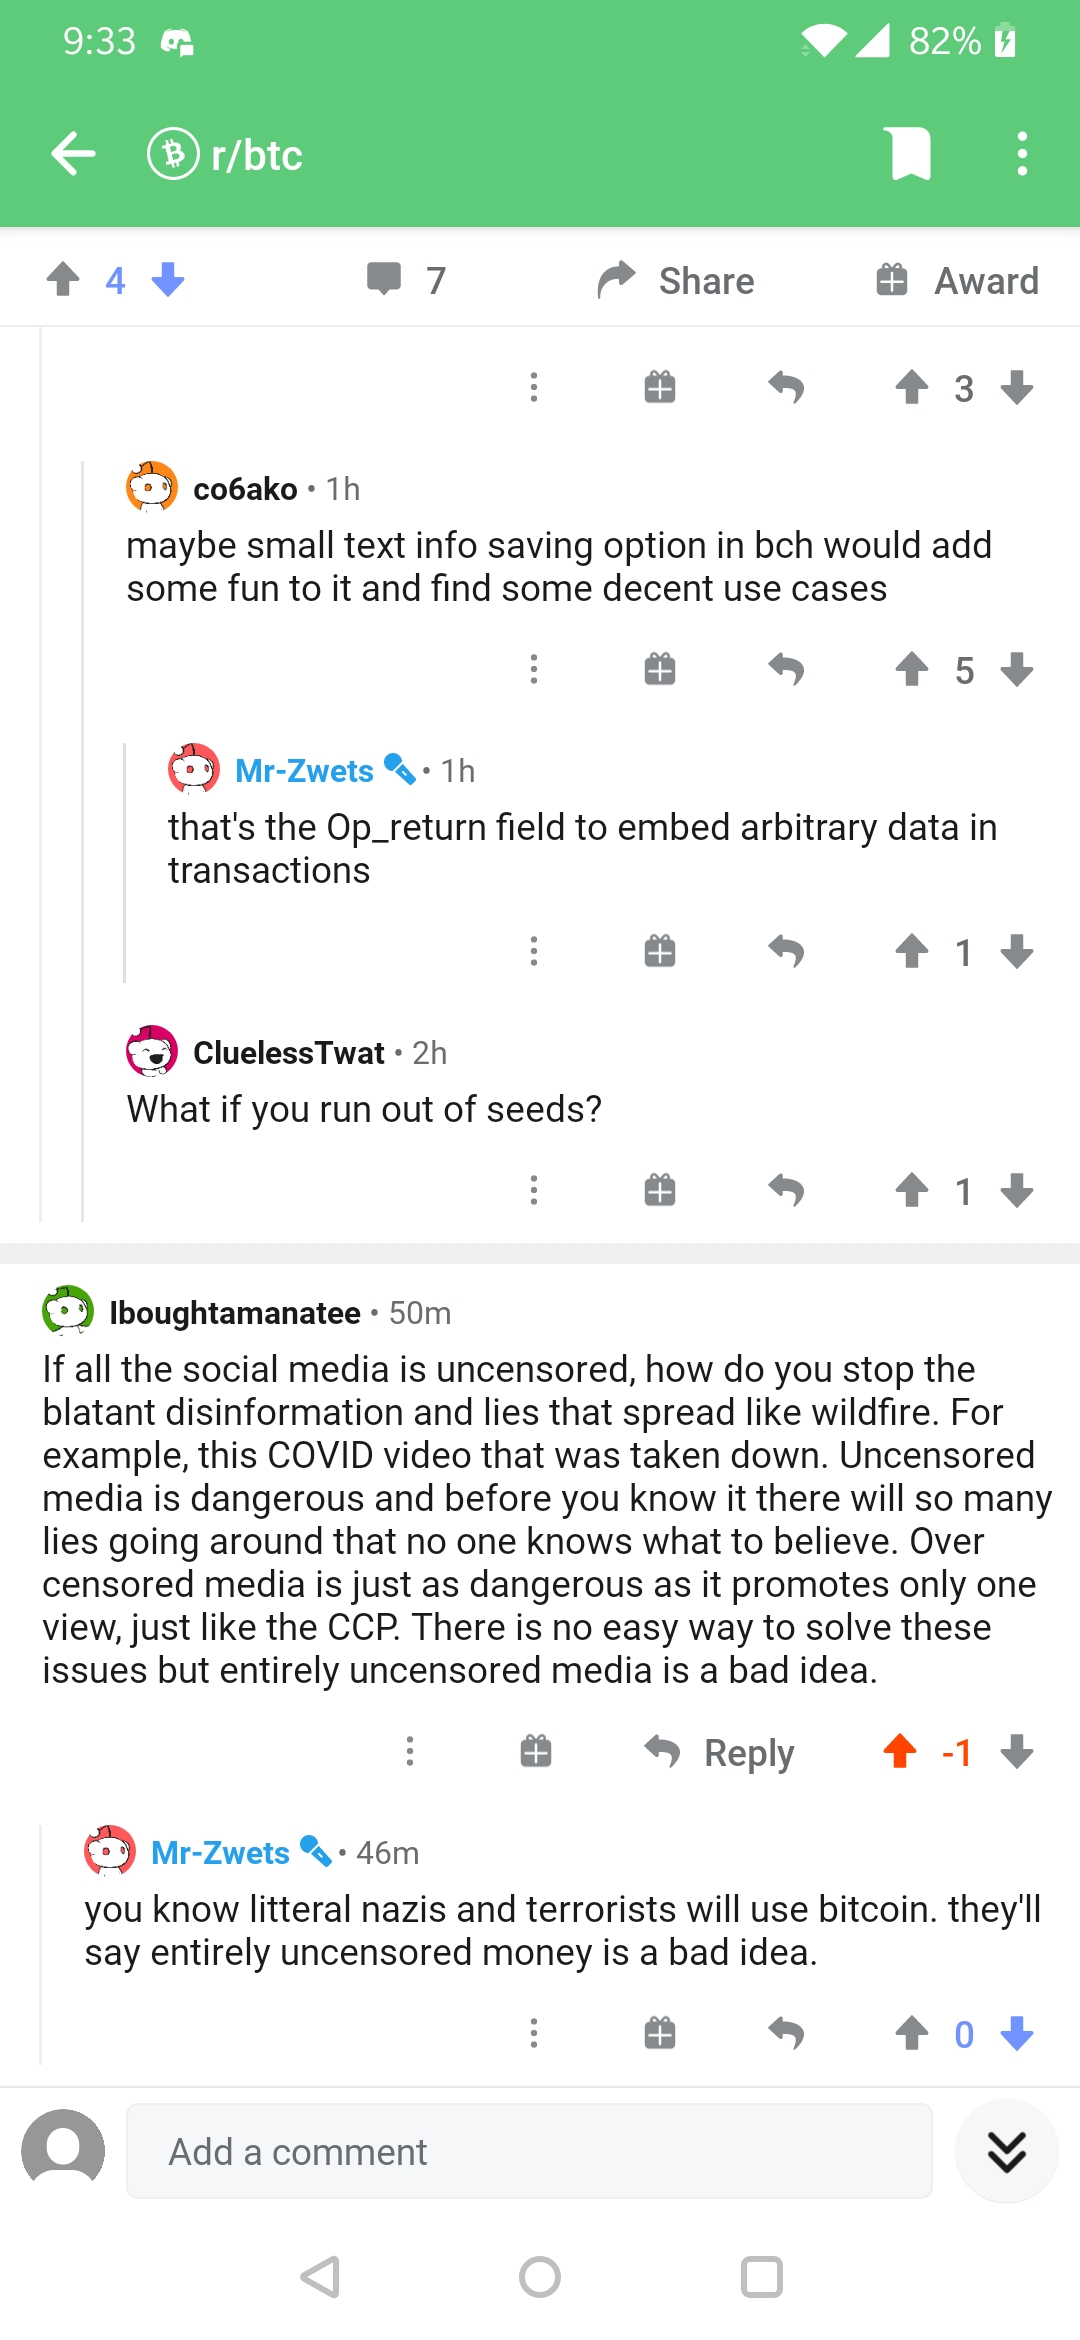 9:33
82%
r/btc
4
7
Share
Award
3
co6ako • 1h
maybe small text info saving option in bch would add
some fun to it and find some decent use cases
5
Mr-Zwets • 1h
that's the Op_return field to embed arbitrary data in
transactions
1
CluelessTwat • 2h
What if you run out of seeds?
1
Iboughtamanatee • 50m
If all the social media is uncensored, how do you stop the
blatant disinformation and lies that spread like wildfire. For
example, this COVID video that was taken down. Uncensored
media is dangerous and before you know it there will so many
lies going around that no one knows what to believe. Over
censored media is just as dangerous as it promotes only one
view, just like the CCP. There is no easy way to solve these
issues but entirely uncensored media is a bad idea.
Reply
-1
Mr-Zwets • 46m
you know litteral nazis and terrorists will use bitcoin. they'll
say entirely uncensored money is a bad idea.
0
Add a comment